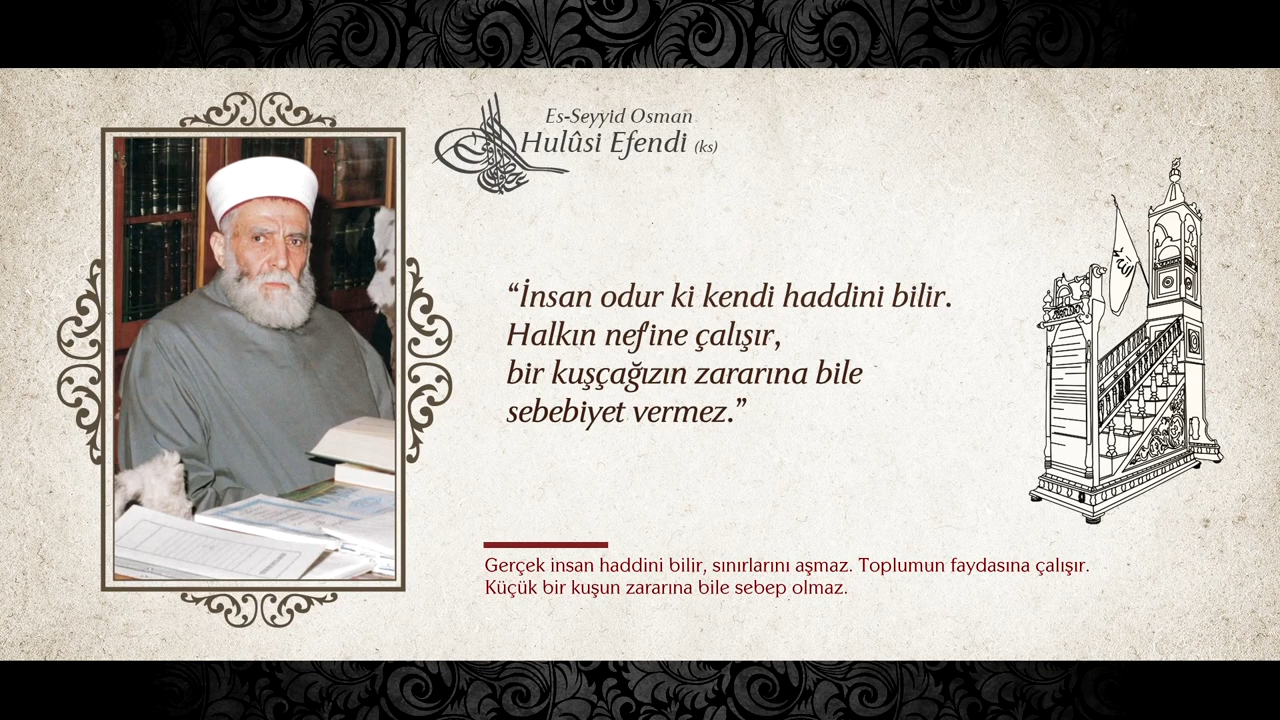 Es-Seyyid Osman
Hulûsi Efendi (ks)
“İnsan odur ki kendi haddini bilir.
Halkın nef'ine çalışır,
bir kuşçağızın zararına bile
sebebiyet vermez.”
Gerçek insan haddini bilir, sınırlarını aşmaz. Toplumun faydasına çalışır.
Küçük bir kuşun zararına bile sebep olmaz.